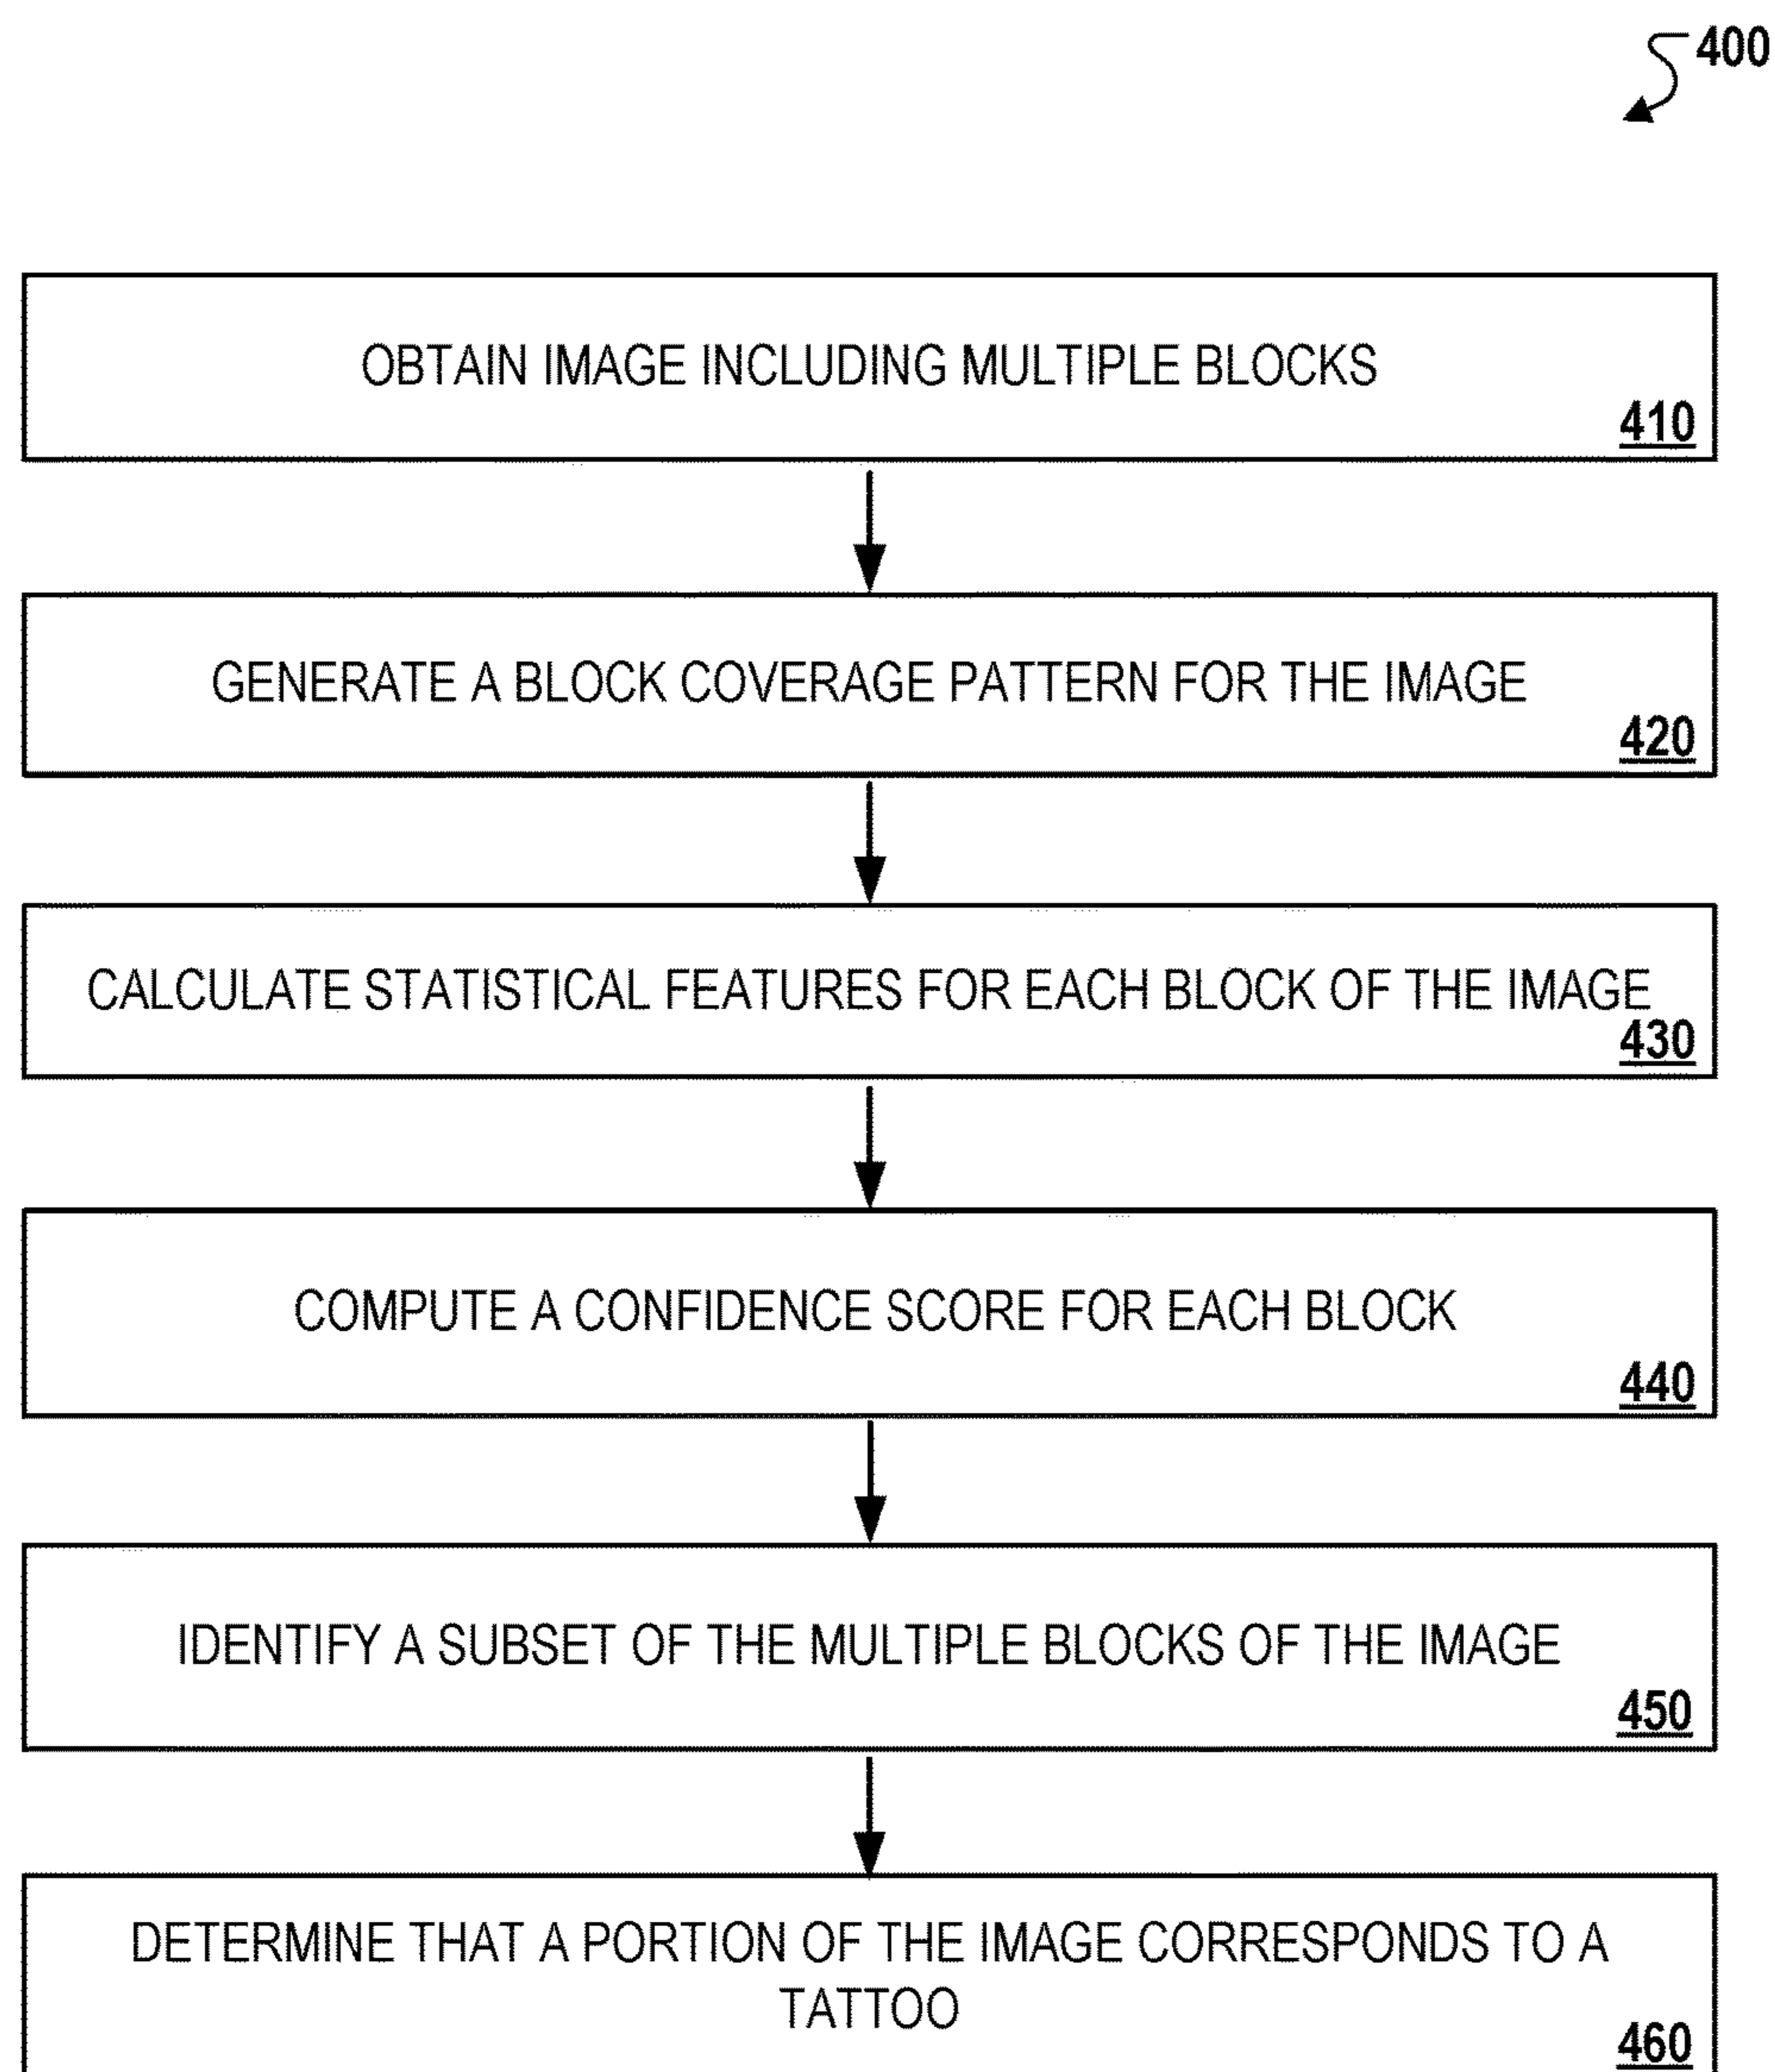 400
OBTAIN IMAGE INCLUDING MULTIPLE BLOCKS
410
GENERATE A BLOCK COVERAGE PATTERN FOR THE IMAGE
420
CALCULATE STATISTICAL FEATURES FOR EACH BLOCK OF THE IMAGE
430
COMPUTE A CONFIDENCE SCORE FOR EACH BLOCK
440
IDENTIFY A SUBSET OF THE MULTIPLE BLOCKS OF THE IMAGE
450
DETERMINE THAT A PORTION OF THE IMAGE CORRESPONDS TO A
TATTOO
460